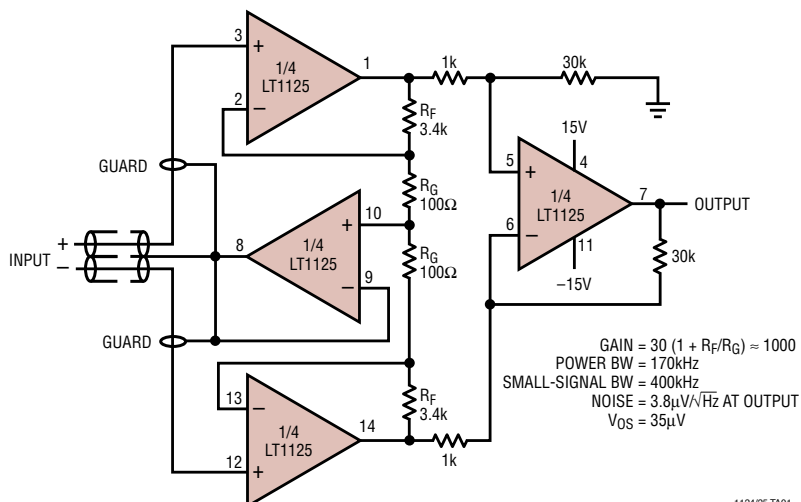 3
+
1/4
LT1125
2
−
1
1k
30k
RF
3.4k
GUARD
RG
100Ω
15V
5
+
4
1/4
LT1125
7
OUTPUT
6
−
11
−15V
30k
+
10
8
1/4
LT1125
9
−
RG
100Ω
INPUT
+
−
GUARD
GAIN = 30 (1 + RF/RG) ≈ 1000
POWER BW = 170kHz
SMALL-SIGNAL BW = 400kHz
NOISE = 3.8µV/√Hz AT OUTPUT
VOS = 35µV
13
−
RF
3.4k
1/4
LT1125
14
12
+
1k